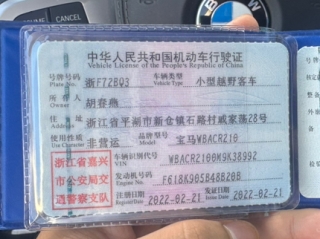 中华人民共和国机动车行驶证
Vehicle License of the People's Republic of China
号牌号码 浙F72BQ3 车辆类型 小型越野客车
Plate No. Vehicle Type
所有人 胡春燕
Owner
住址 浙江省平湖市新仓镇石路村戚家荡28号
Address
使用性质 非营运 品牌型号 宝马WBACR210
Use Character Model
浙江省嘉兴市公安局交通警察支队
车辆识别代号 WBACR2100M9K38992
VIN
发动机号码 F618K90SB48B20B
Engine No.
注册日期 2022-02-21 发证日期 2022-02-21
Register Date Issue Date